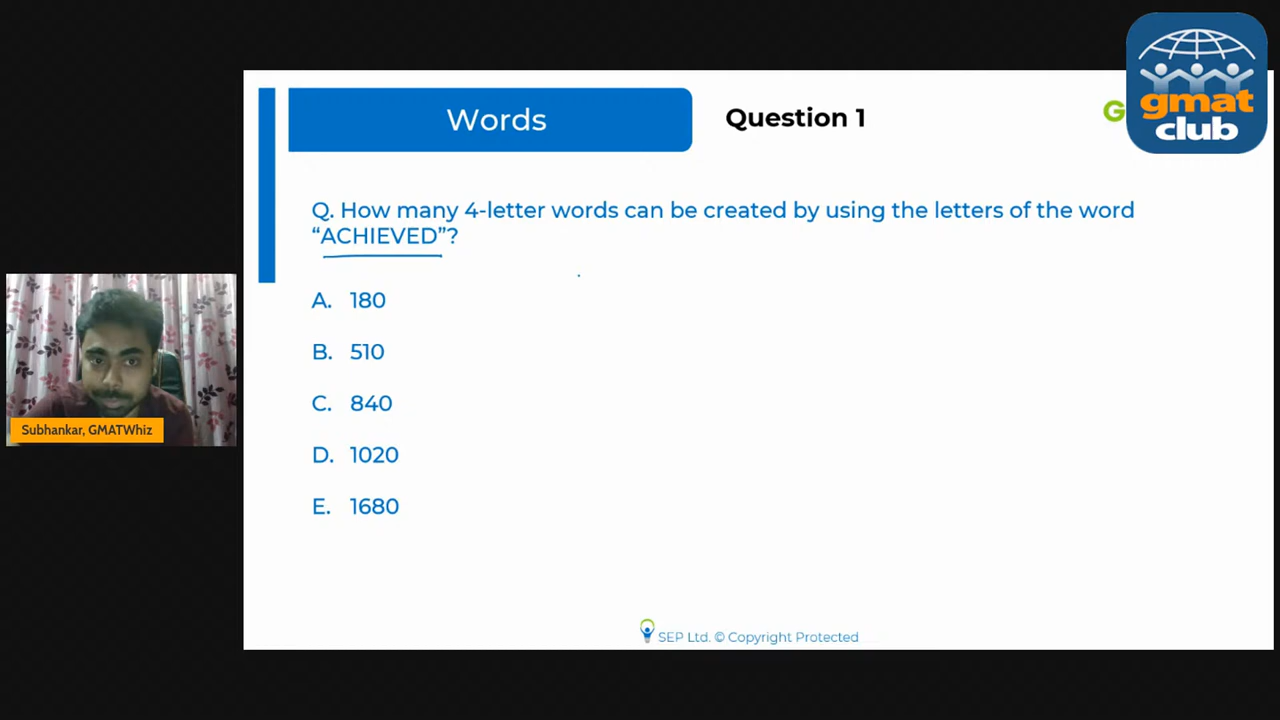 Words
Question 1
G
gmat
club
Q. How many 4-letter words can be created by using the letters of the word
“ACHIEVED”?
A. 180
B. 510
C. 840
D. 1020
E. 1680
Subhankar, GMATWhiz
SEP Ltd. © Copyright Protected